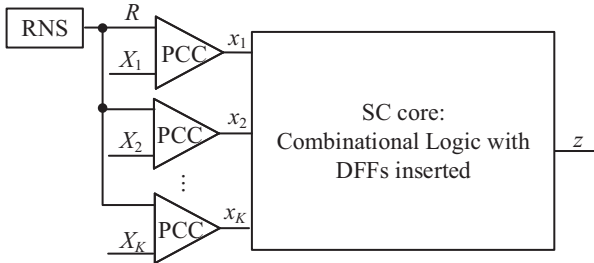 RNS
R
PCC
X1
x1
PCC
X2
x2
...
PCC
XK
xK
SC core:
Combinational Logic with
DFFs inserted
z